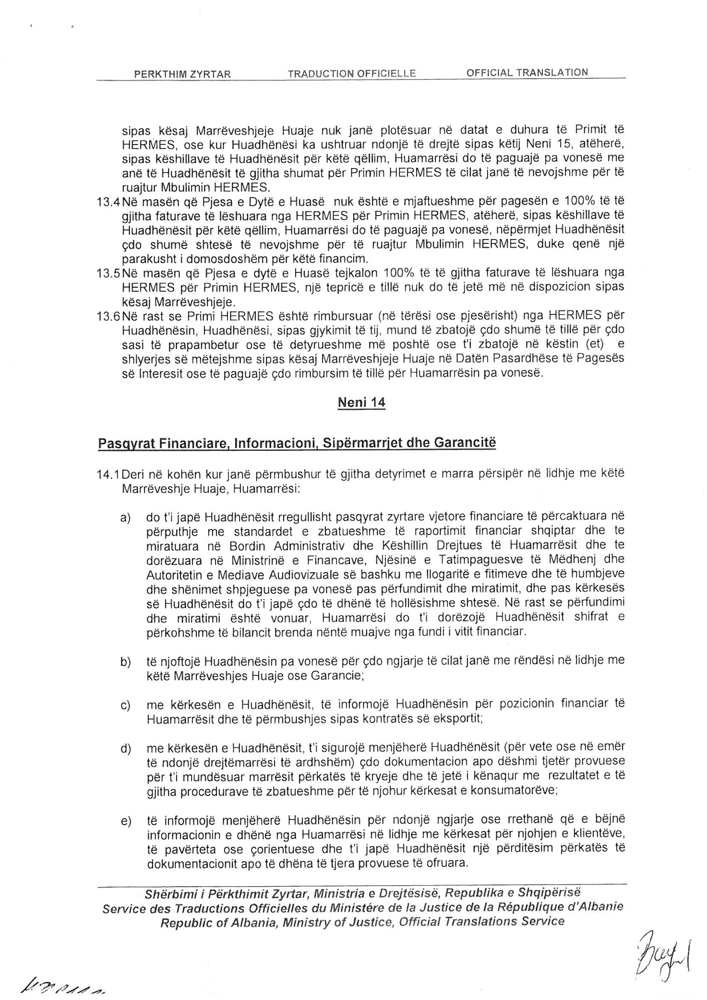 PERKTHIM ZYRTAR TRADUCTION OFFICIELLE OFFICIAL TRANSLATION
sipas kësaj Marrëveshjeje Huaje nuk janë plotësuar në datat e duhura të Primit të
HERMES, ose kur Huadhënësi ka ushtruar ndonjë të drejtë sipas këtij Neni 15, atëherë,
sipas këshillave të Huadhënësit për këtë qëllim, Huamarrësi do të paguajë pa vonesë me
anë të Huadhënësit të gjitha shumat për Primin HERMES të cilat janë të nevojshme për të
ruajtur Mbulimin HERMES.
13.4 Në masën që Pjesa e Dytë e Huasë nuk është e mjaftueshme për pagesën e 100% të të
gjitha faturave të lëshuara nga HERMES për Primin HERMES, atëherë, sipas këshillave të
Huadhënësit për këtë qëllim, Huamarrësi do të paguajë pa vonesë, nëpërmjet Huadhënësit
çdo shumë shtesë të nevojshme për të ruajtur Mbulimin HERMES, duke qenë një
parakusht i domosdoshëm për këtë financim.
13.5 Në masën që Pjesa e dytë e Huasë tejkalon 100% të të gjitha faturave të lëshuara nga
HERMES për Primin HERMES, një tepricë e tillë nuk do të jetë më në dispozicion sipas
kësaj Marrëveshjeje.
13.6 Në rast se Primi HERMES është rimbursuar (në tërësi ose pjesërisht) nga HERMES për
Huadhënësin, Huadhënësi, sipas gjykimit të tij, mund të zbatojë çdo shumë të tillë për çdo
sasi të prapambetur ose të detyrueshme më poshtë ose t'i zbatojë në këstin (et) e
shlyerjes së mëtejshme sipas kësaj Marrëveshjeje Huaje në Datën Pasardhëse të Pagesës
së Interesit ose të paguajë çdo rimbursim të tillë për Huamarrësin pa vonesë.
Neni 14
Pasqyrat Financiare, Informacioni, Sipërmarrjet dhe Garancitë
14.1 Deri në kohën kur janë përmbushur të gjitha detyrimet e marra përsipër në lidhje me këtë
Marrëveshje Huaje, Huamarrësi:
a) do t'i japë Huadhënësit rregullisht pasqyrat zyrtare vjetore financiare të përcaktuara në
përputhje me standardet e zbatueshme të raportimit financiar shqiptar dhe te
miratuara në Bordin Administrativ dhe Këshillin Drejtues të Huamarrësit dhe te
dorëzuara në Ministrinë e Financave, Njësinë e Tatimpaguesve të Mëdhenj dhe
Autoritetin e Mediave Audiovizuale së bashku me llogaritë e fitimeve dhe të humbjeve
dhe shënimet shpjeguese pa vonesë pas përfundimit dhe miratimit, dhe pas kërkesës
së Huadhënësit do t'i japë çdo të dhënë të hollësishme shtesë. Në rast se përfundimi
dhe miratimi është vonuar, Huamarrësi do t'i dorëzojë Huadhënësit shifrat e
përkohshme të bilancit brenda nëntë muajve nga fundi i vitit financiar.
b) të njoftojë Huadhënësin pa vonesë për çdo ngjarje të cilat janë me rëndësi në lidhje me
këtë Marrëveshjes Huaje ose Garancie;
c) me kërkesën e Huadhënësit, të informojë Huadhënësin për pozicionin financiar të
Huamarrësit dhe të përmbushjes sipas kontratës së eksportit;
d) me kërkesën e Huadhënësit, t'i sigurojë menjëherë Huadhënësit (për vete ose në emër
të ndonjë drejtëmarrësi të ardhshëm) çdo dokumentacion apo dëshmi tjetër provuese
për t'i mundësuar marrësit përkatës të kryeje dhe të jetë i kënaqur me rezultatet e të
gjitha procedurave të zbatueshme për të njohur kërkesat e konsumatorëve;
e) të informojë menjëherë Huadhënësin për ndonjë ngjarje ose rrethanë që e bëjnë
informacionin e dhënë nga Huamarrësi në lidhje me kërkesat për njohjen e klientëve,
të pavërteta ose çorientuese dhe t'i japë Huadhënësit një përditësim përkatës të
dokumentacionit apo të dhëna të tjera provuese të ofruara.
Shërbimi i Përkthimit Zyrtar, Ministria e Drejtësisë, Republika e Shqipërisë
Service des Traductions Officielles du Ministére de la Justice de la République d'Albanie
Republic of Albania, Ministry of Justice, Official Translations Service